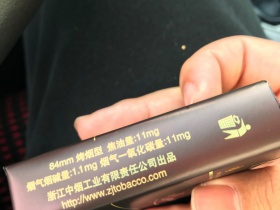 84mm 烤烟型 焦油量:11mg
烟气烟碱量:1.1mg 烟气一氧化碳量:11mg
浙江中烟工业有限责任公司出品
http://www.zjtobacco.com